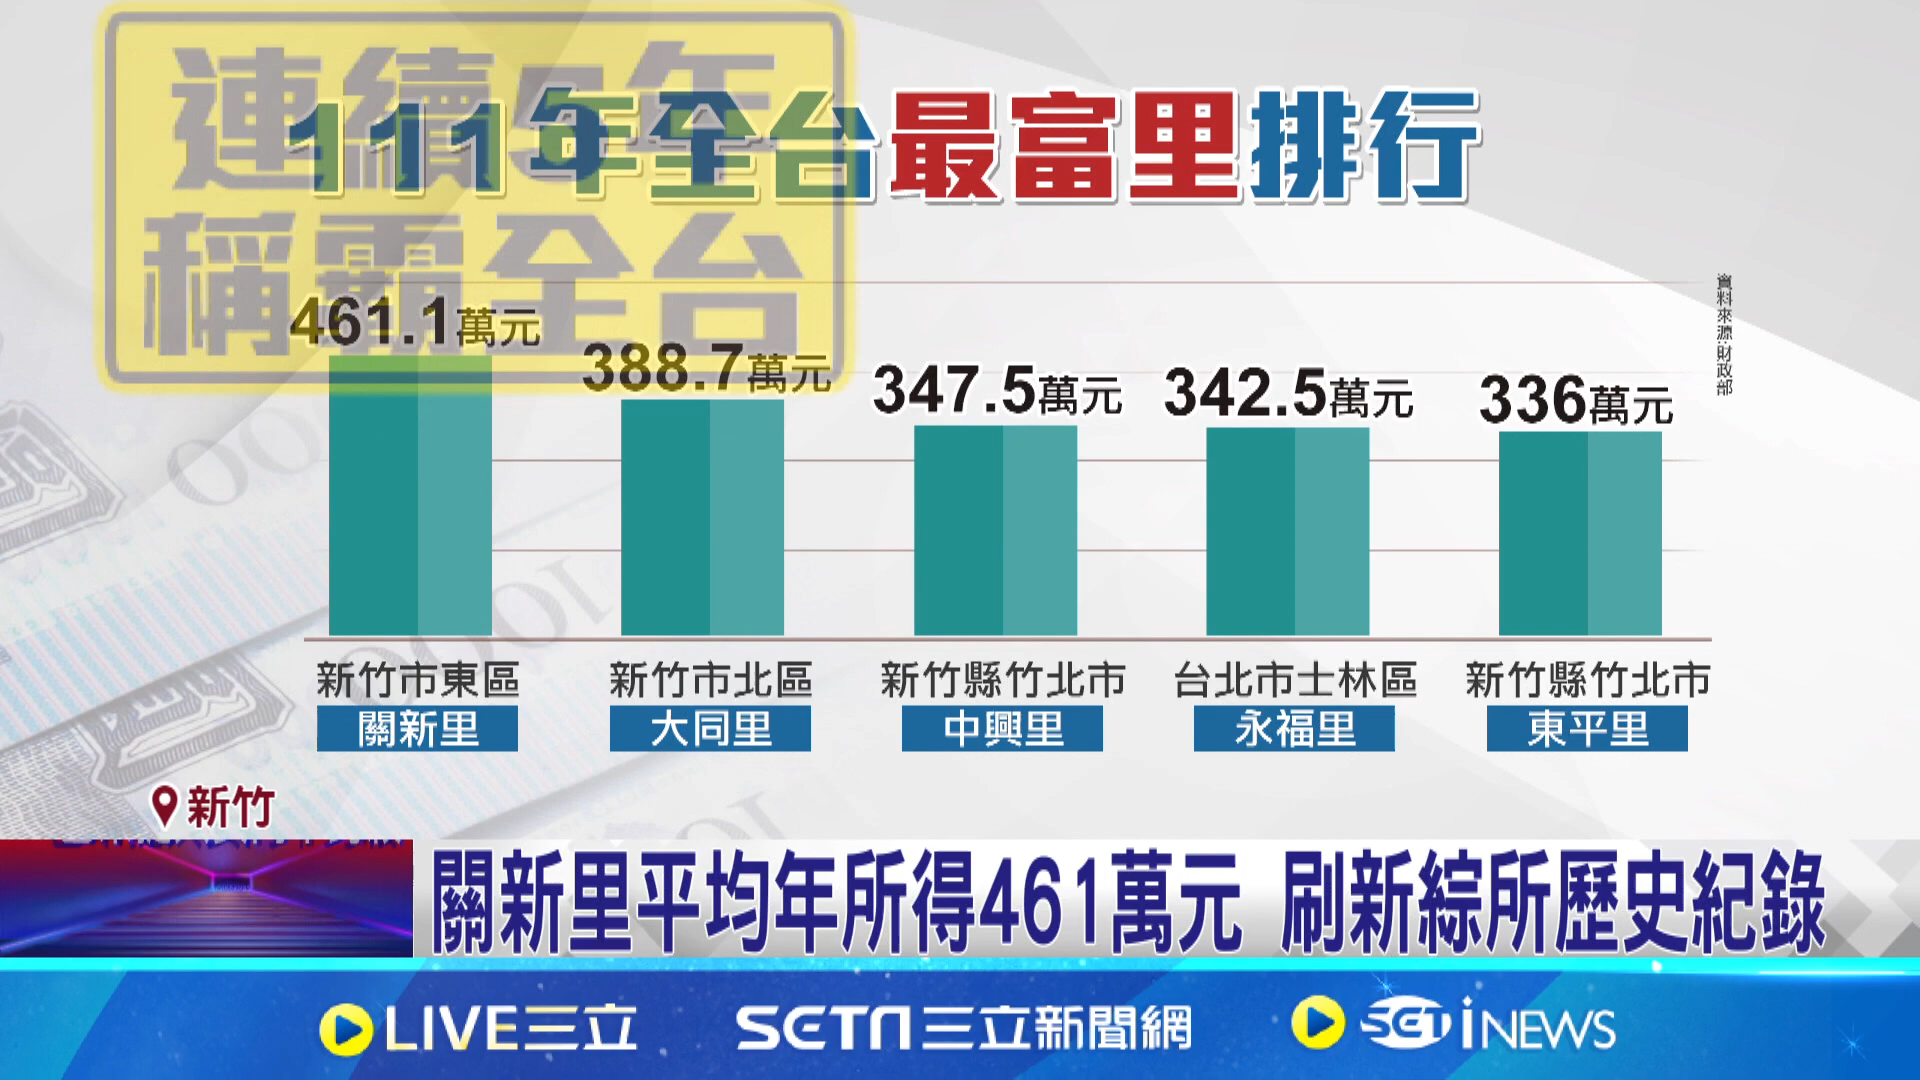 連續5年
稱霸全台
111年全台最富里排行
資料來源:財政部
461.1萬元
388.7萬元
347.5萬元
342.5萬元
336萬元
新竹市東區
新竹市北區
新竹縣竹北市
台北市士林區
新竹縣竹北市
關新里
大同里
中興里
永福里
東平里
新竹
關新里平均年所得461萬元 刷新綜所歷史紀錄
LIVE三立
SETN三立新聞網
SET iNEWS